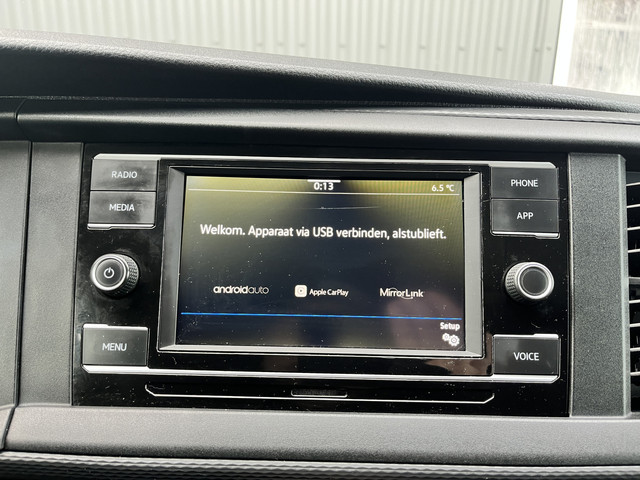 RADIO
MEDIA
MENU
0:13
6.5 °C
Welkom. Apparaat via USB verbinden, alstublieft.
androidauto
Apple CarPlay
MirrorLink
Setup
PHONE
APP
VOICE